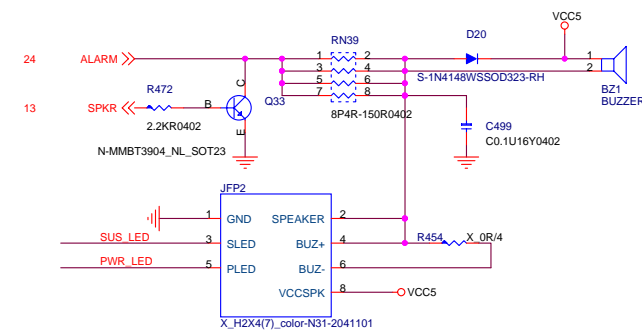 D20
VCC5
RN39
24 ALARM
1 2
3 4
5 6
7 8
1
2
S-1N4148WSSOD323-RH
BZ1
BUZZER
R472
C
13 SPKR
B
Q33
2.2KR0402
E
8P4R-150R0402
C499
C0.1U16Y0402
N-MMBT3904_NL_SOT23
JFP2
1 GND SPEAKER 2
SUS_LED 3 SLED BUZ+ 4
R454 X_0R/4
PWR_LED 5 PLED BUZ- 6
VCCSPK 8 VCC5
X_H2X4(7)_color-N31-2041101